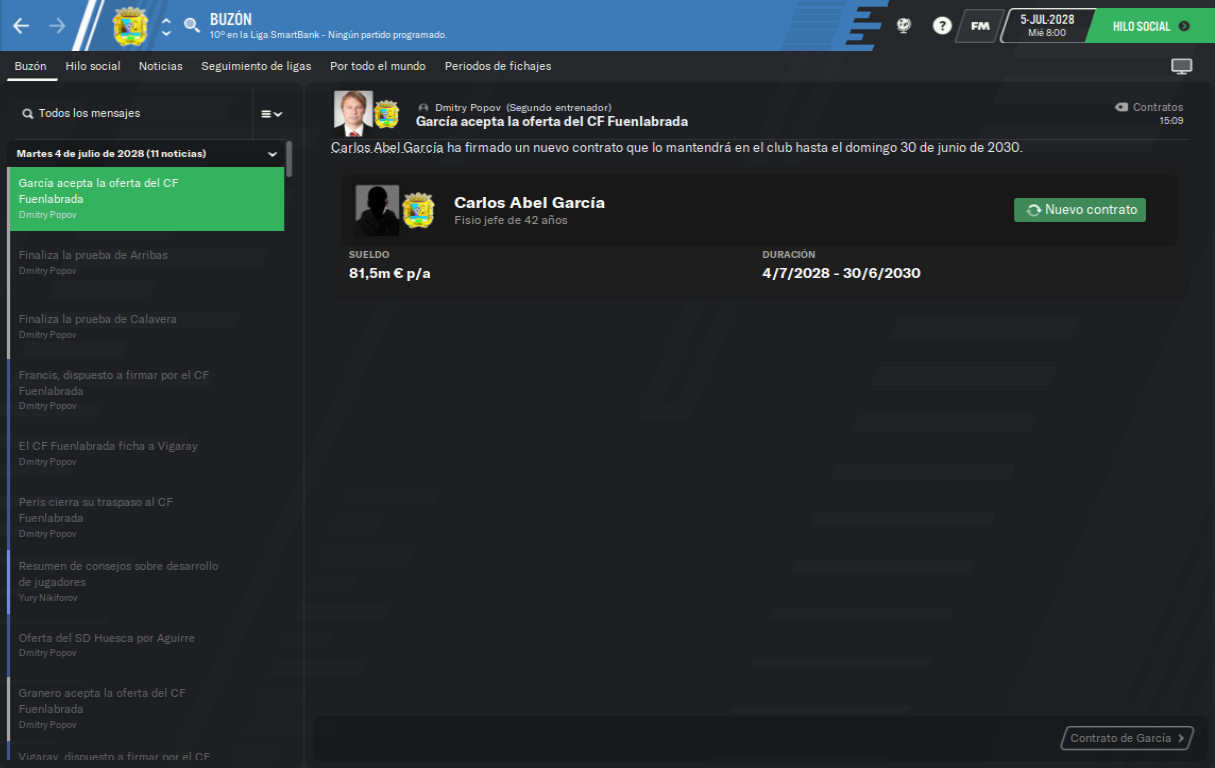 BUZÓN
10º en la Liga SmartBank - Ningún partido programado.
?
FM
5-JUL-2028
Mié 8:00
HILO SOCIAL
Buzón
Hilo social
Noticias
Seguimiento de ligas
Por todo el mundo
Periodos de fichajes
Todos los mensajes
Martes 4 de julio de 2028 (11 noticias)
García acepta la oferta del CF
Fuenlabrada
Dmitry Popov
Finaliza la prueba de Arribas
Dmitry Popov
Finaliza la prueba de Calavera
Dmitry Popov
Francis, dispuesto a firmar por el CF
Fuenlabrada
Dmitry Popov
El CF Fuenlabrada ficha a Vigaray
Dmitry Popov
Peris cierra su traspaso al CF
Fuenlabrada
Dmitry Popov
Resumen de consejos sobre desarrollo
de jugadores
Yury Nikiforov
Oferta del SD Huesca por Aguirre
Dmitry Popov
Granero acepta la oferta del CF
Fuenlabrada
Dmitry Popov
Vigaray, dispuesto a firmar por el CF
Dmitry Popov (Segundo entrenador)
García acepta la oferta del CF Fuenlabrada
Contratos
15:09
Carlos Abel García ha firmado un nuevo contrato que lo mantendrá en el club hasta el domingo 30 de junio de 2030.
Carlos Abel García
Fisio jefe de 42 años
Nuevo contrato
SUELDO
81,5m € p/a
DURACIÓN
4/7/2028 - 30/6/2030
Contrato de García